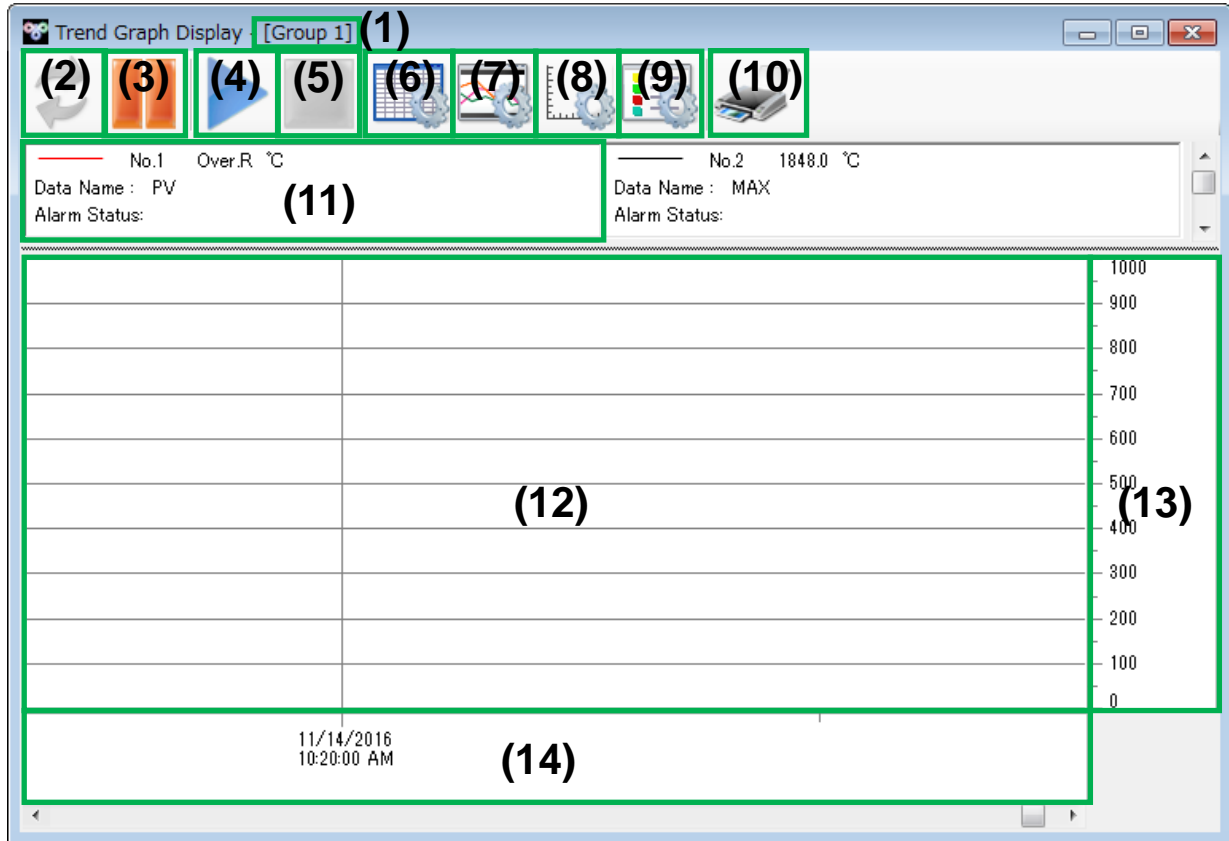 Trend Graph Display - [Group 1] (1)
(2) (3) (4) (5) (6) (7) (8) (9) (10)
No.1 Over.R ℃
Data Name : PV
Alarm Status:
(11)
No.2 1848.0 ℃
Data Name : MAX
Alarm Status:
1000
900
800
700
600
500
400
300
200
100
0
(12)
(13)
11/14/2016
10:20:00 AM
(14)